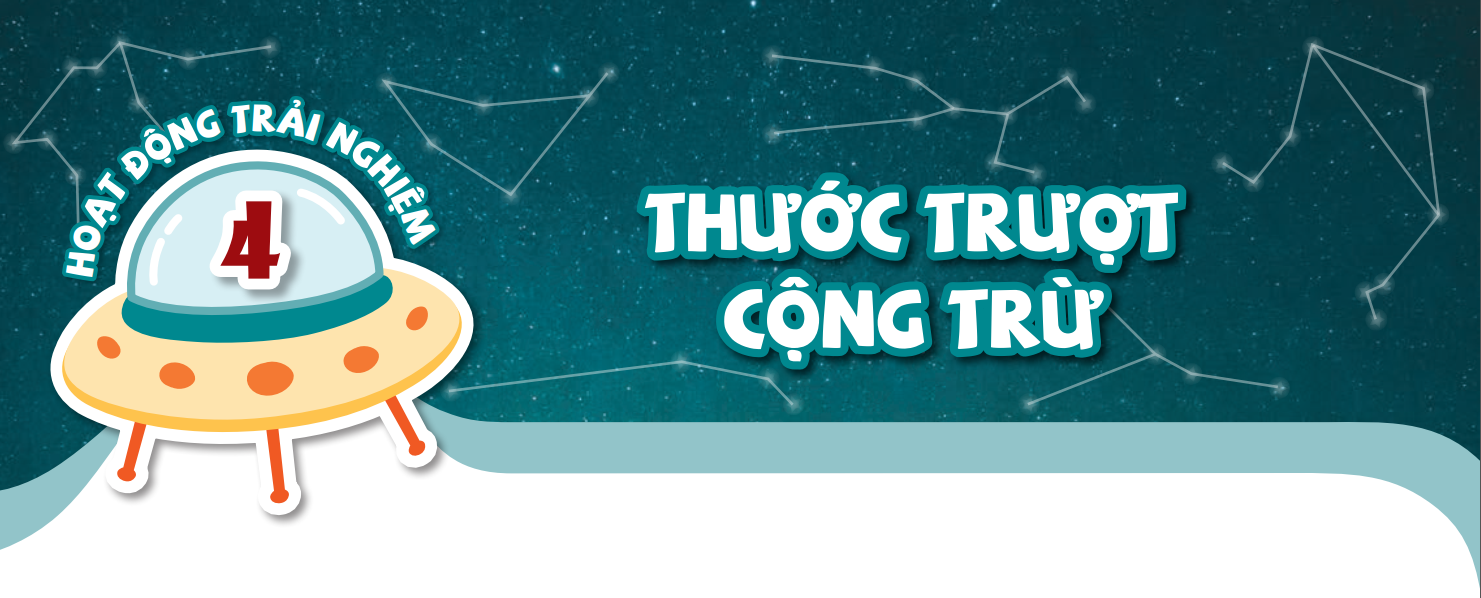 HOẠT ĐỘNG TRẢI NGHIỆM
4
THƯỚC TRƯỢT
CỘNG TRỪ